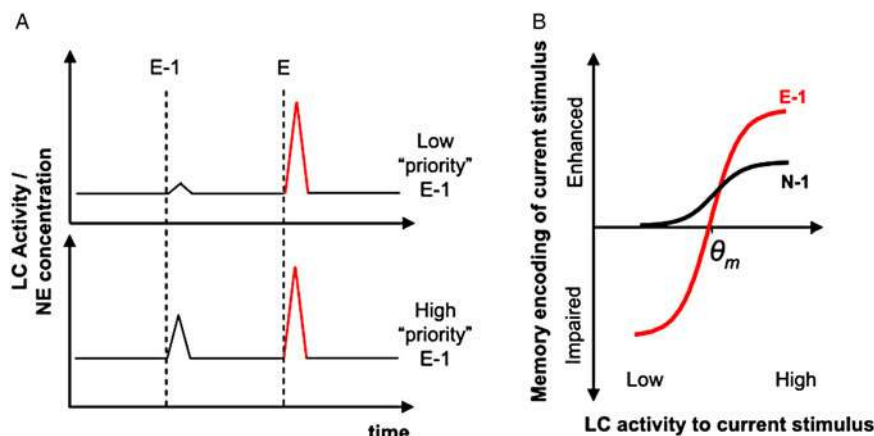 A
E-1
E
Low
"priority"
E-1
High
"priority"
E-1
LC Activity /
NE concentration
time
B
E-1
N-1
θm
Enhanced
Impaired
Memory encoding of current stimulus
Low
High
LC activity to current stimulus